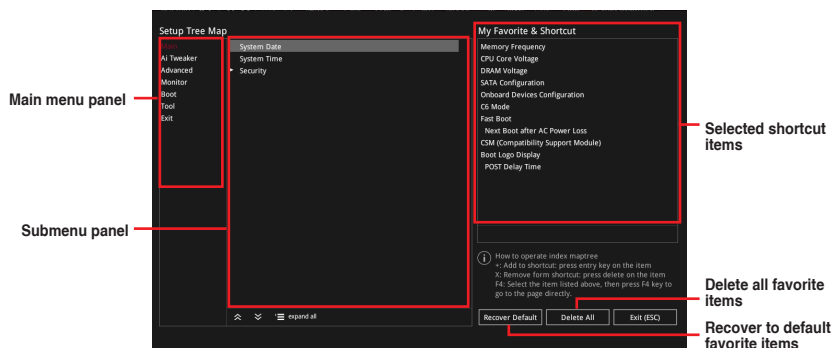 Setup Tree Map
Main
Ai Tweaker
Advanced
Monitor
Boot
Tool
Exit
System Date
System Time
Security
expand all
My Favorite & Shortcut
Memory Frequency
CPU Core Voltage
DRAM Voltage
SATA Configuration
Onboard Devices Configuration
C6 Mode
Fast Boot
Next Boot after AC Power Loss
CSM (Compatibility Support Module)
Boot Logo Display
POST Delay Time
How to operate index maptree
+: Add to shortcut: press entry key on the item
X: Remove form shortcut: press delete on the item
F4: Select the item listed above, then press F4 key to
go to the page directly.
Recover Default
Delete All
Exit (ESC)
Main menu panel
Submenu panel
Selected shortcut
items
Delete all favorite
items
Recover to default
favorite items